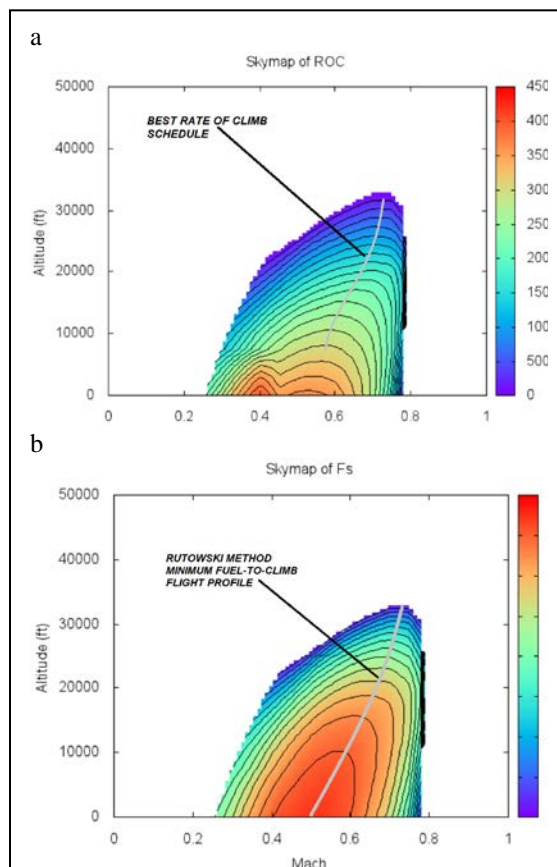 a
Skymap of ROC
50000
40000
30000
20000
10000
0
Altitude (ft)
BEST RATE OF CLIMB
SCHEDULE
0
0.2
0.4
0.6
0.8
1
450
400
350
300
250
200
150
100
500
0
b
Skymap of Fs
50000
40000
30000
20000
10000
0
Altitude (ft)
RUTOWSKI METHOD
MINIMUM FUEL-TO-CLIMB
FLIGHT PROFILE
0
0.2
0.4
0.6
0.8
1
Mach